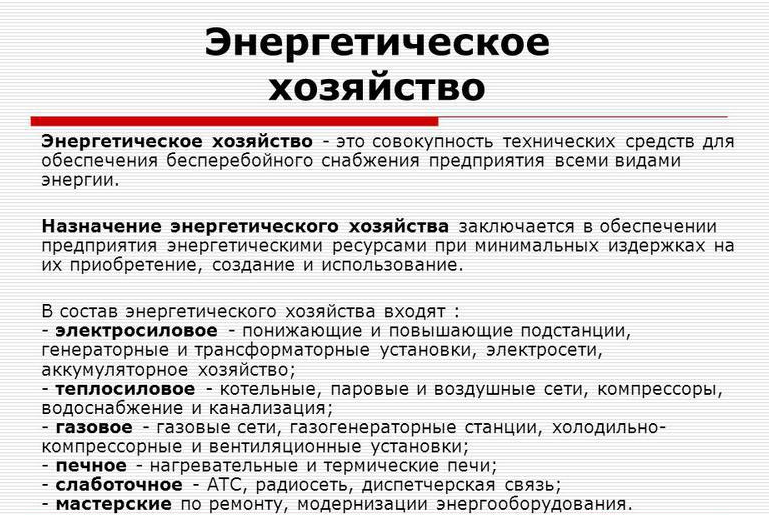 Энергетическое
хозяйство
Энергетическое хозяйство - это совокупность технических средств для
обеспечения бесперебойного снабжения предприятия всеми видами
энергии.
Назначение энергетического хозяйства заключается в обеспечении
предприятия энергетическими ресурсами при минимальных издержках на
их приобретение, создание и использование.
В состав энергетического хозяйства входят :
- электросиловое - понижающие и повышающие подстанции,
генераторные и трансформаторные установки, электросети,
аккумуляторное хозяйство;
- теплосиловое - котельные, паровые и воздушные сети, компрессоры,
водоснабжение и канализация;
- газовое - газовые сети, газогенераторные станции, холодильно-
компрессорные и вентиляционные установки;
- печное - нагревательные и термические печи;
- слаботочное - АТС, радиосеть, диспетчерская связь;
- мастерские по ремонту, модернизации энергооборудования.